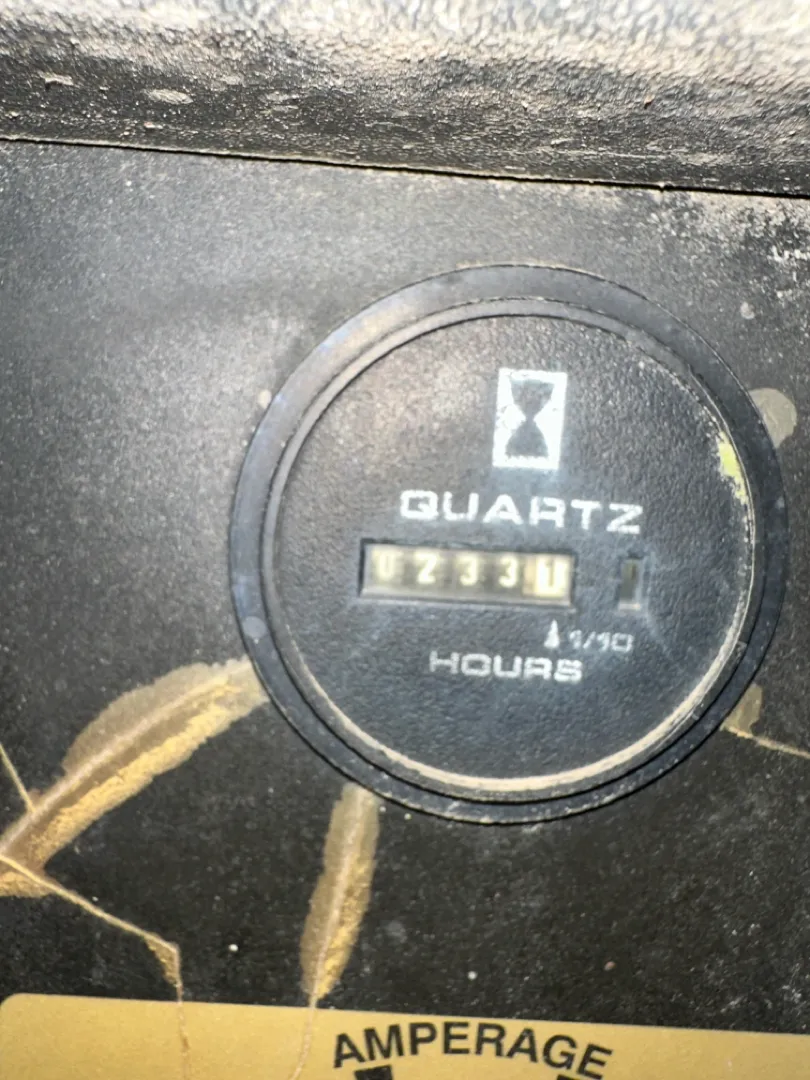 QUARTZ
02331
1/10
HOURS
AMPERAGE